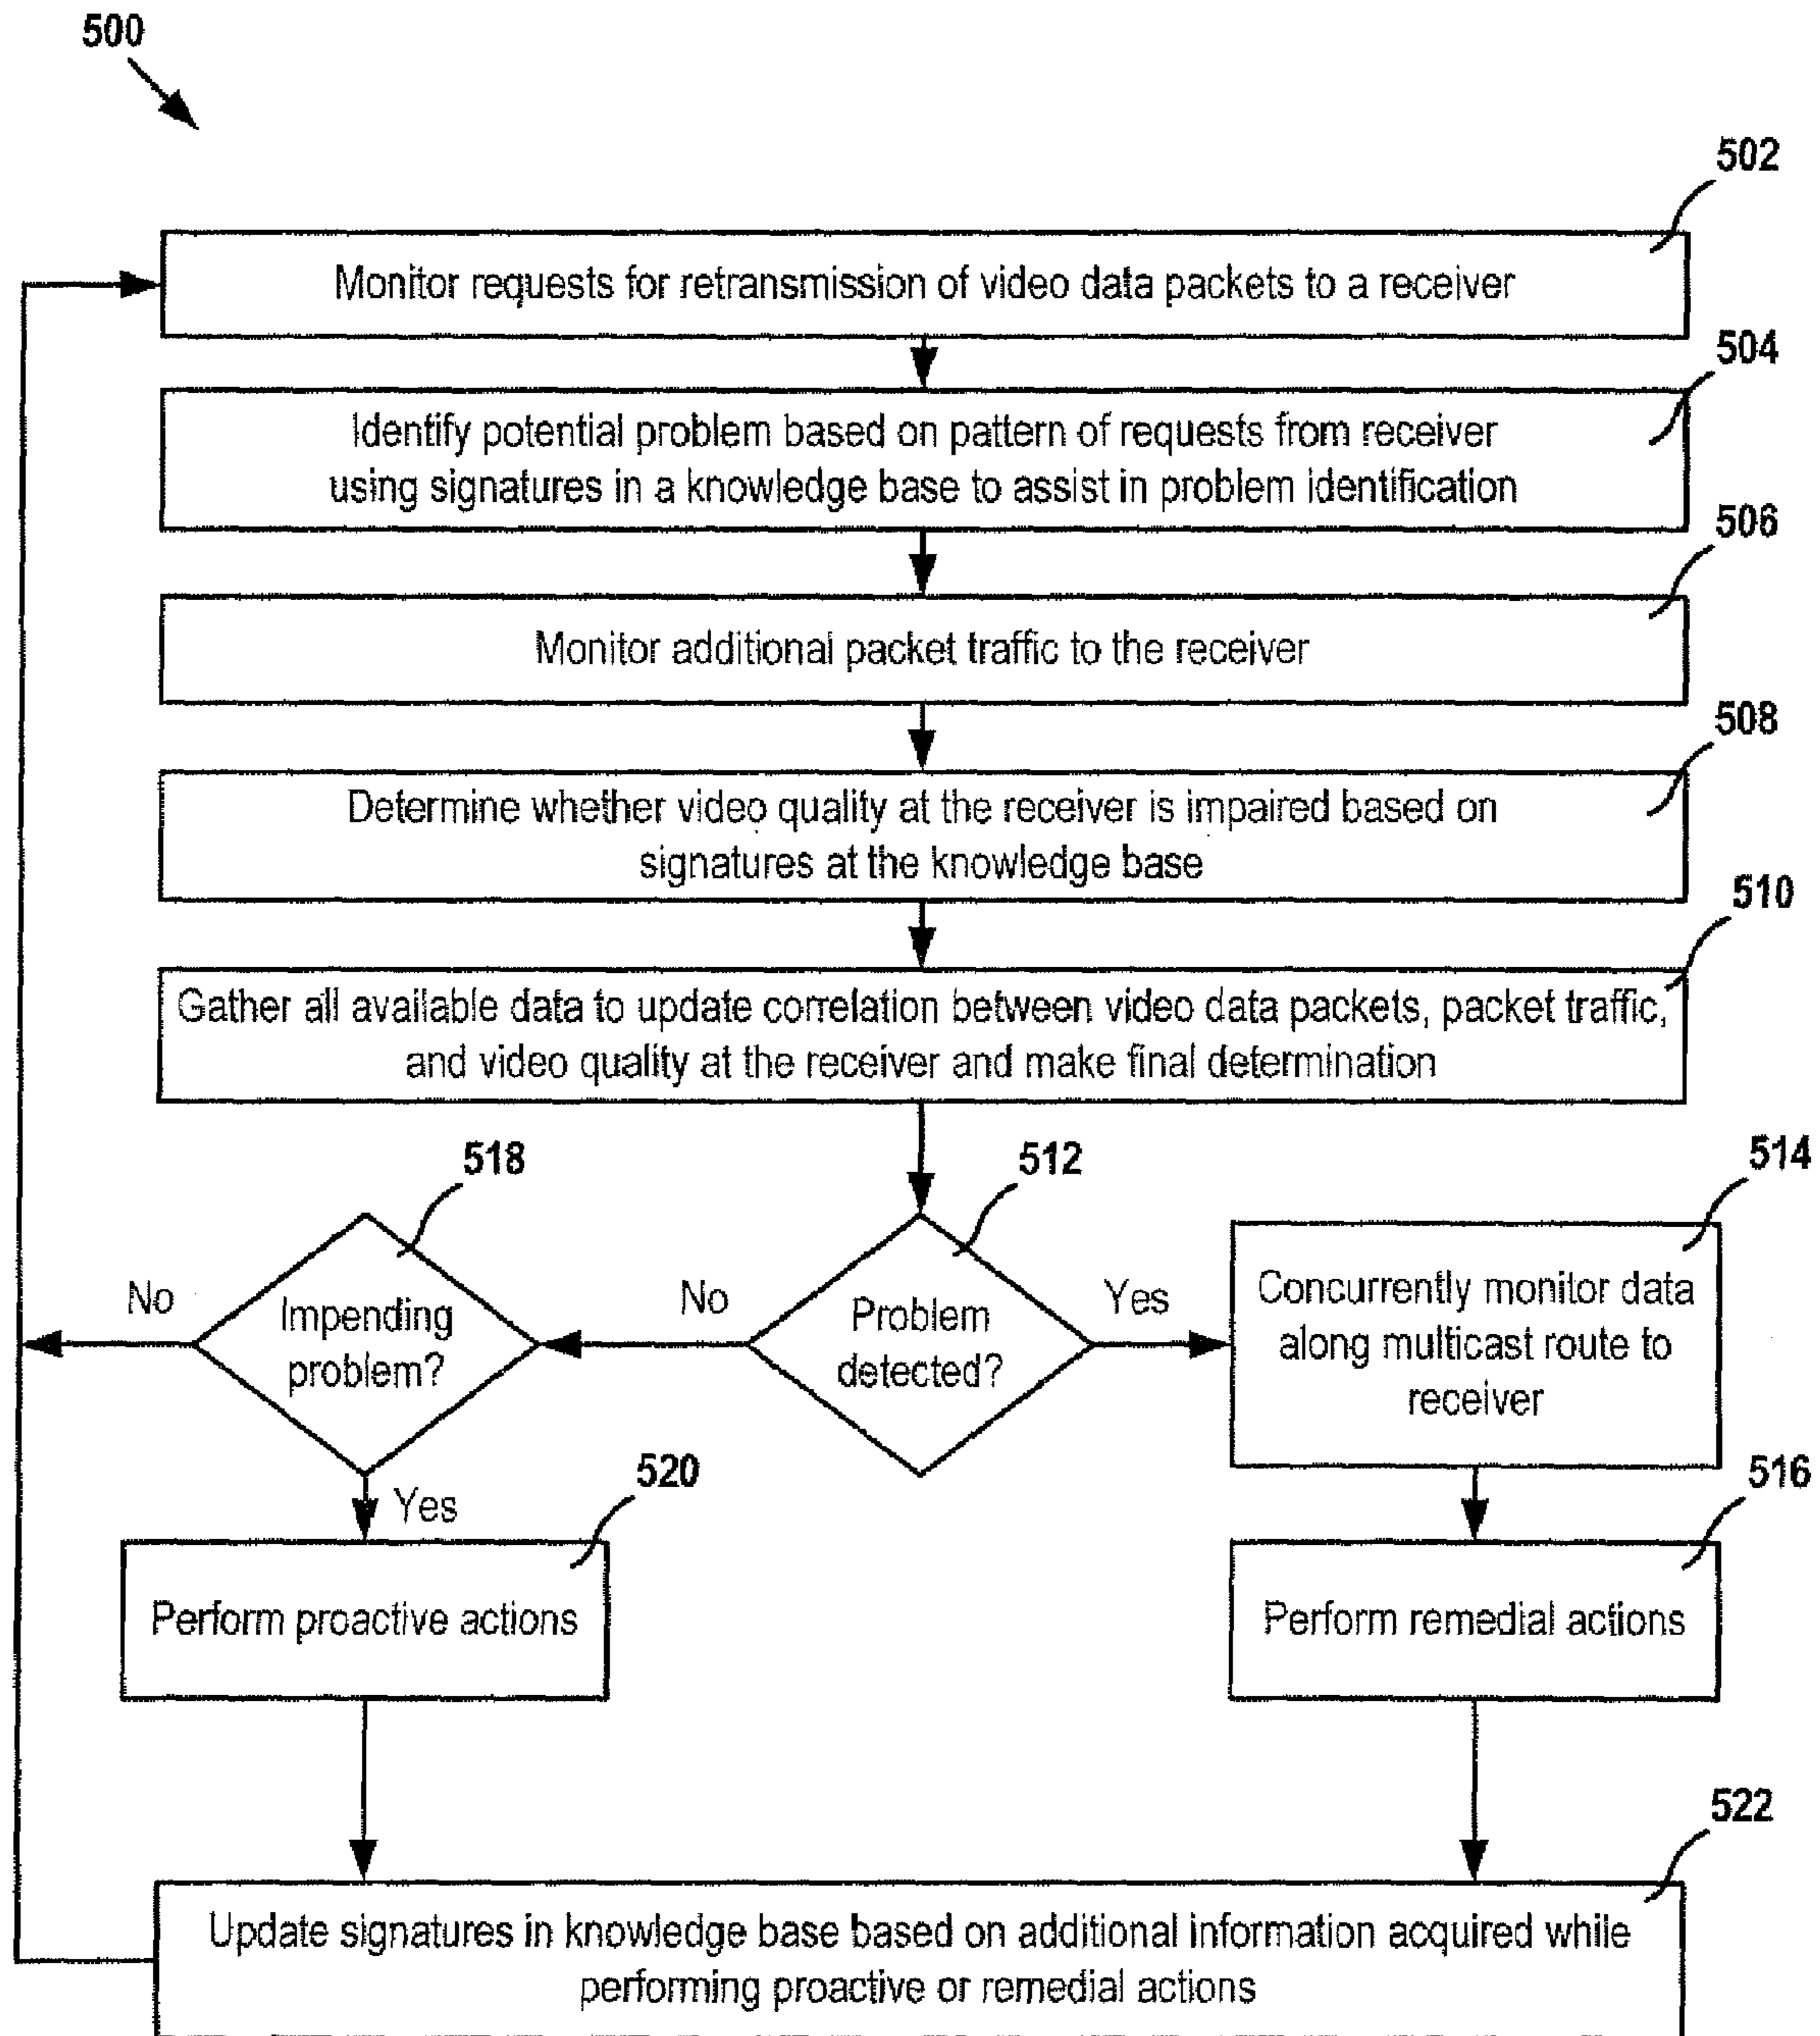 500
502
Monitor requests for retransmission of video data packets to a receiver
504
Identify potential problem based on pattern of requests from receiver
using signatures in a knowledge base to assist in problem identification
506
Monitor additional packet traffic to the receiver
508
Determine whether video quality at the receiver is impaired based on
signatures at the knowledge base
510
Gather all available data to update correlation between video data packets, packet traffic,
and video quality at the receiver and make final determination
518
512
514
No
Impending
problem?
No
Problem
detected?
Yes
Concurrently monitor data
along multicast route to
receiver
Yes
520
516
Perform proactive actions
Perform remedial actions
522
Update signatures in knowledge base based on additional information acquired while
performing proactive or remedial actions